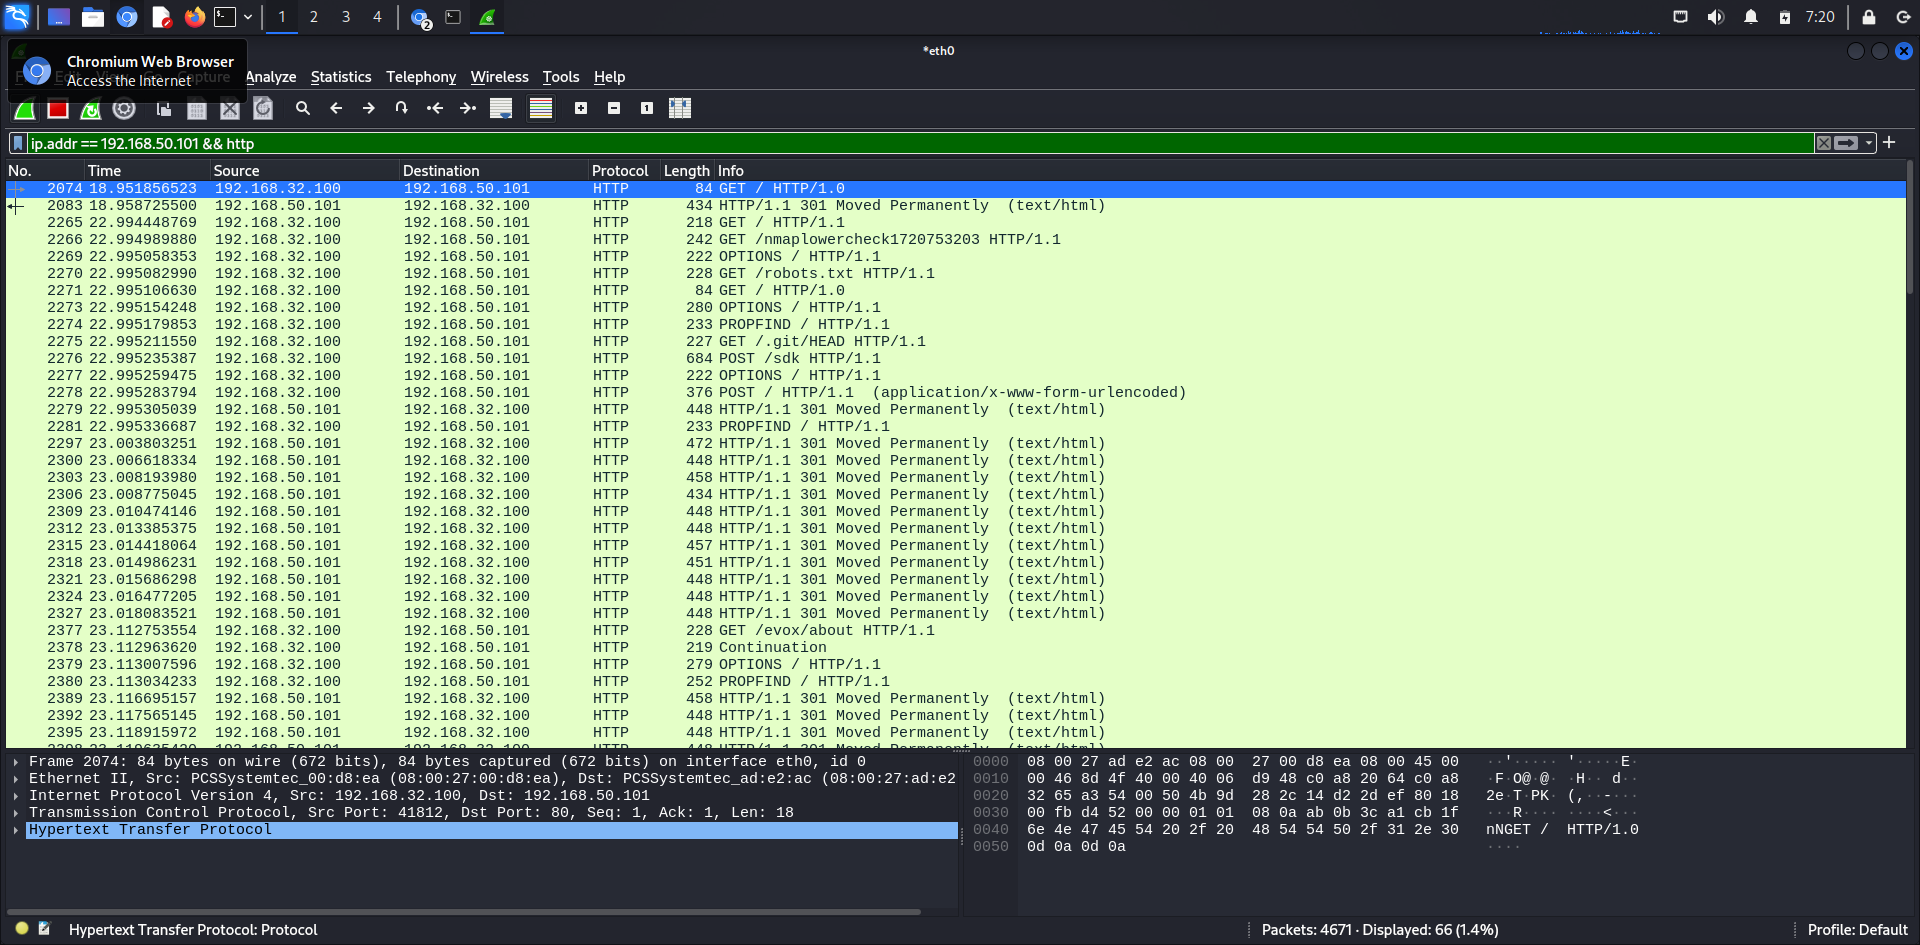 1 2 3 4 2 7:20
*eth0
Chromium Web Browser
Access the Internet
Capture Analyze Statistics Telephony Wireless Tools Help
ip.addr == 192.168.50.101 && http
No. Time Source Destination Protocol Length Info
2074 18.951856523 192.168.32.100 192.168.50.101 HTTP 84 GET / HTTP/1.0
2083 18.958725500 192.168.50.101 192.168.32.100 HTTP 434 HTTP/1.1 301 Moved Permanently (text/html)
2265 22.994448769 192.168.32.100 192.168.50.101 HTTP 218 GET / HTTP/1.1
2266 22.994989880 192.168.32.100 192.168.50.101 HTTP 242 GET /nmaplowercheck1720753203 HTTP/1.1
2269 22.995058353 192.168.32.100 192.168.50.101 HTTP 222 OPTIONS / HTTP/1.1
2270 22.995082990 192.168.32.100 192.168.50.101 HTTP 228 GET /robots.txt HTTP/1.1
2271 22.995106630 192.168.32.100 192.168.50.101 HTTP 84 GET / HTTP/1.0
2273 22.995154248 192.168.32.100 192.168.50.101 HTTP 280 OPTIONS / HTTP/1.1
2274 22.995179853 192.168.32.100 192.168.50.101 HTTP 233 PROPFIND / HTTP/1.1
2275 22.995211550 192.168.32.100 192.168.50.101 HTTP 227 GET /.git/HEAD HTTP/1.1
2276 22.995235387 192.168.32.100 192.168.50.101 HTTP 684 POST /sdk HTTP/1.1
2277 22.995259475 192.168.32.100 192.168.50.101 HTTP 222 OPTIONS / HTTP/1.1
2278 22.995283794 192.168.32.100 192.168.50.101 HTTP 376 POST / HTTP/1.1 (application/x-www-form-urlencoded)
2279 22.995305039 192.168.50.101 192.168.32.100 HTTP 448 HTTP/1.1 301 Moved Permanently (text/html)
2281 22.995336687 192.168.32.100 192.168.50.101 HTTP 233 PROPFIND / HTTP/1.1
2297 23.003803251 192.168.50.101 192.168.32.100 HTTP 472 HTTP/1.1 301 Moved Permanently (text/html)
2300 23.006618334 192.168.50.101 192.168.32.100 HTTP 448 HTTP/1.1 301 Moved Permanently (text/html)
2303 23.008193980 192.168.50.101 192.168.32.100 HTTP 458 HTTP/1.1 301 Moved Permanently (text/html)
2306 23.008775045 192.168.50.101 192.168.32.100 HTTP 434 HTTP/1.1 301 Moved Permanently (text/html)
2309 23.010474146 192.168.50.101 192.168.32.100 HTTP 448 HTTP/1.1 301 Moved Permanently (text/html)
2312 23.013385375 192.168.50.101 192.168.32.100 HTTP 448 HTTP/1.1 301 Moved Permanently (text/html)
2315 23.014418064 192.168.50.101 192.168.32.100 HTTP 457 HTTP/1.1 301 Moved Permanently (text/html)
2318 23.014986231 192.168.50.101 192.168.32.100 HTTP 451 HTTP/1.1 301 Moved Permanently (text/html)
2321 23.015686298 192.168.50.101 192.168.32.100 HTTP 448 HTTP/1.1 301 Moved Permanently (text/html)
2324 23.016477205 192.168.50.101 192.168.32.100 HTTP 448 HTTP/1.1 301 Moved Permanently (text/html)
2327 23.018083521 192.168.50.101 192.168.32.100 HTTP 448 HTTP/1.1 301 Moved Permanently (text/html)
2377 23.112753554 192.168.32.100 192.168.50.101 HTTP 228 GET /evox/about HTTP/1.1
2378 23.112963620 192.168.32.100 192.168.50.101 HTTP 219 Continuation
2379 23.113007596 192.168.32.100 192.168.50.101 HTTP 279 OPTIONS / HTTP/1.1
2380 23.113034233 192.168.32.100 192.168.50.101 HTTP 252 PROPFIND / HTTP/1.1
2389 23.116695157 192.168.50.101 192.168.32.100 HTTP 458 HTTP/1.1 301 Moved Permanently (text/html)
2392 23.117565145 192.168.50.101 192.168.32.100 HTTP 448 HTTP/1.1 301 Moved Permanently (text/html)
2395 23.118915972 192.168.50.101 192.168.32.100 HTTP 448 HTTP/1.1 301 Moved Permanently (text/html)
Frame 2074: 84 bytes on wire (672 bits), 84 bytes captured (672 bits) on interface eth0, id 0
Ethernet II, Src: PCSSystemtec_00:d8:ea (08:00:27:00:d8:ea), Dst: PCSSystemtec_ad:e2:ac (08:00:27:ad:e2
Internet Protocol Version 4, Src: 192.168.32.100, Dst: 192.168.50.101
Transmission Control Protocol, Src Port: 41812, Dst Port: 80, Seq: 1, Ack: 1, Len: 18
Hypertext Transfer Protocol
0000 08 00 27 ad e2 ac 08 00 27 00 d8 ea 08 00 45 00 ··'····· '·····E·
0010 00 46 8d 4f 40 00 40 06 d9 48 c0 a8 20 64 c0 a8 ·F·O@·@· ·H·· d··
0020 32 65 a3 54 00 50 4b 9d 28 2c 14 d2 2d ef 80 18 2e·T·PK· (,··-···
0030 00 fb d4 52 00 00 01 01 08 0a ab 0b 3c a1 cb 1f ···R···· ····<···
0040 6e 4e 47 45 54 20 2f 20 48 54 54 50 2f 31 2e 30 nNGET / HTTP/1.0
0050 0d 0a 0d 0a ····
Hypertext Transfer Protocol: Protocol
Packets: 4671 · Displayed: 66 (1.4%)
Profile: Default